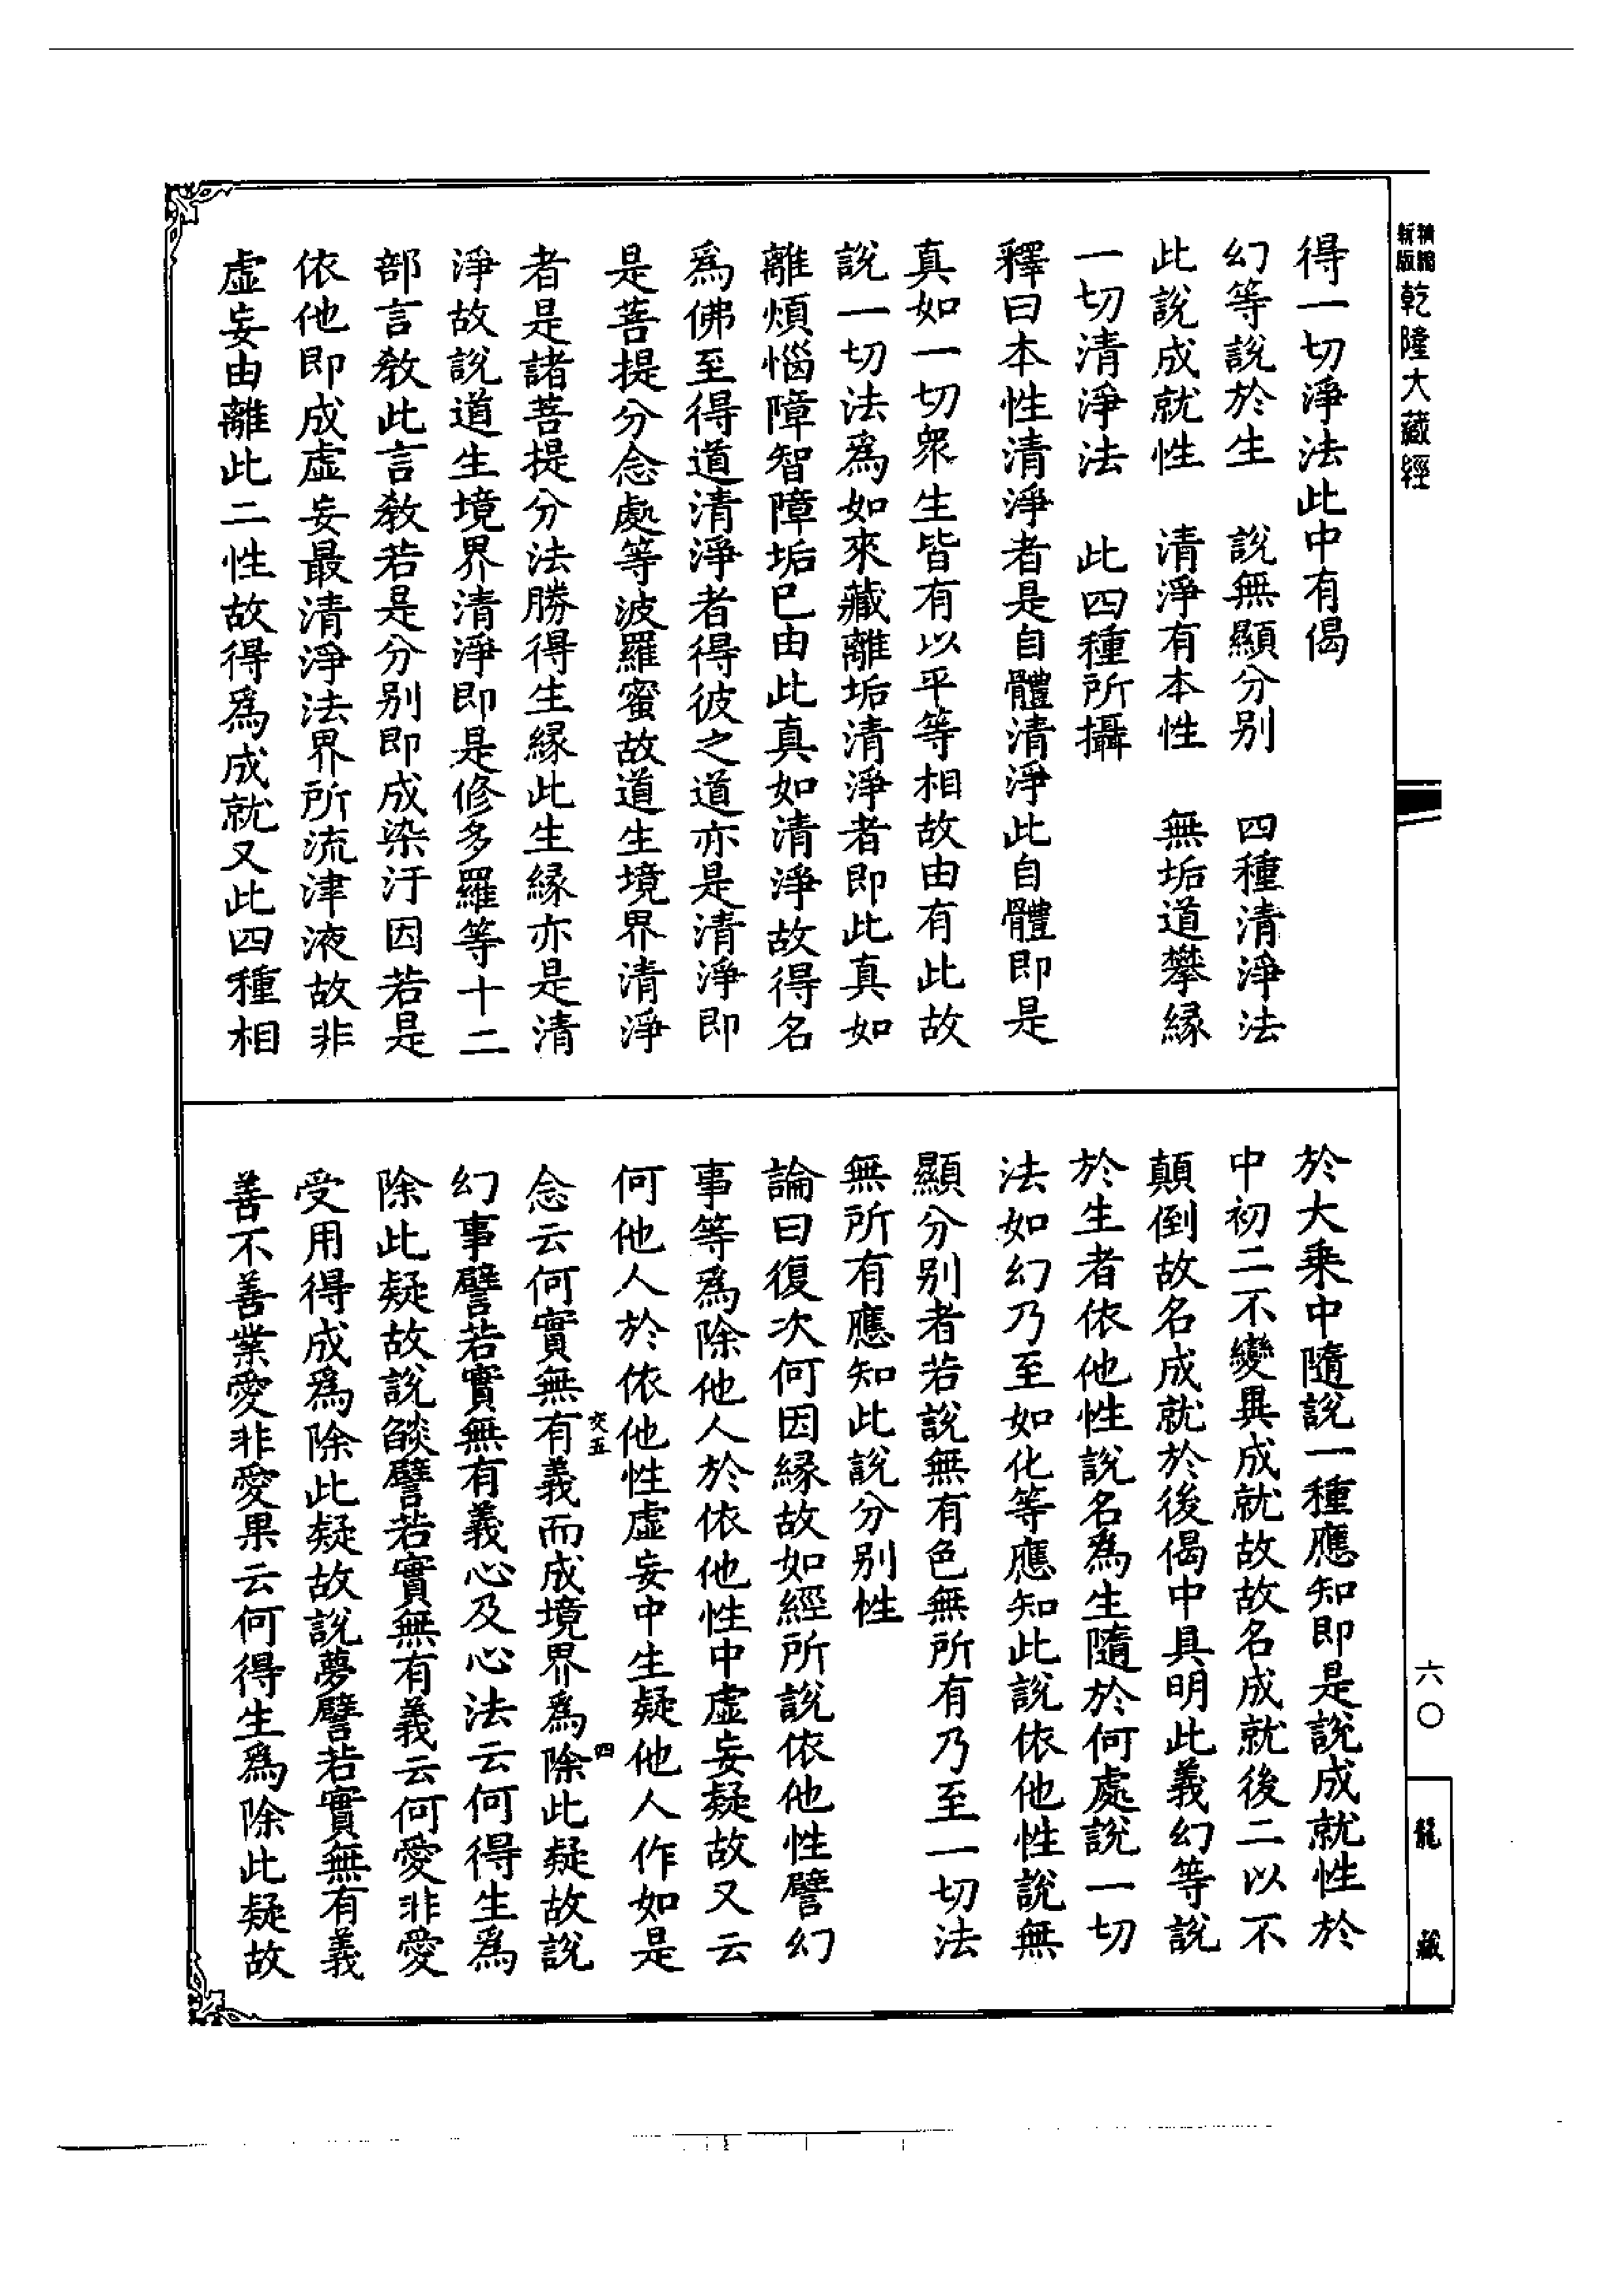 精縮
新版
乾隆大藏經
得一切淨法此中有偈
幻等說於生　說無顯分別　四種清淨法
此說成就性　清淨有本性　無垢道攀緣
一切清淨法　此四種所攝
釋曰本性清淨者是自體清淨此自體即是
真如一切眾生皆有以平等相故由有此故
說一切法為如來藏離垢清淨者即此真如
離煩惱障智障垢已由此真如清淨故得名
為佛至得道清淨者得彼之道亦是清淨即
是菩提分念處等波羅蜜故道生境界清淨
者是諸菩提分法勝得生緣此生緣亦是清
淨故說道生境界清淨即是修多羅等十二
部言教此言教若是分別即成染汙因若是
依他即成虛妄最清淨法界所流津液故非
虛妄由離此二性故得為成就又此四種相
於大乘中隨說一種應知即是說成就性於
中初二不變異成就故故名成就後二以不
顛倒故名成就於後偈中具明此義幻等說
於生者依他性說名為生隨於何處說一切
法如幻乃至如化等應知此說依他性說無
顯分別者若說無有色無所有乃至一切法
無所有應知此說分別性
論曰復次何因緣故如經所說依他性譬幻
事等為除他人於依他性中虛妄疑故又云
何他人於依他性虛妄中生疑他人作如是
念云何實無有義而成境界為除此疑故說
交五
四
幻事譬若實無有義心及心法云何得生為
除此疑故說燄譬若實無有義云何愛非愛
受用得成為除此疑故說夢譬若實無有義
善不善業愛非愛果云何得生為除此疑故
六〇
龍藏